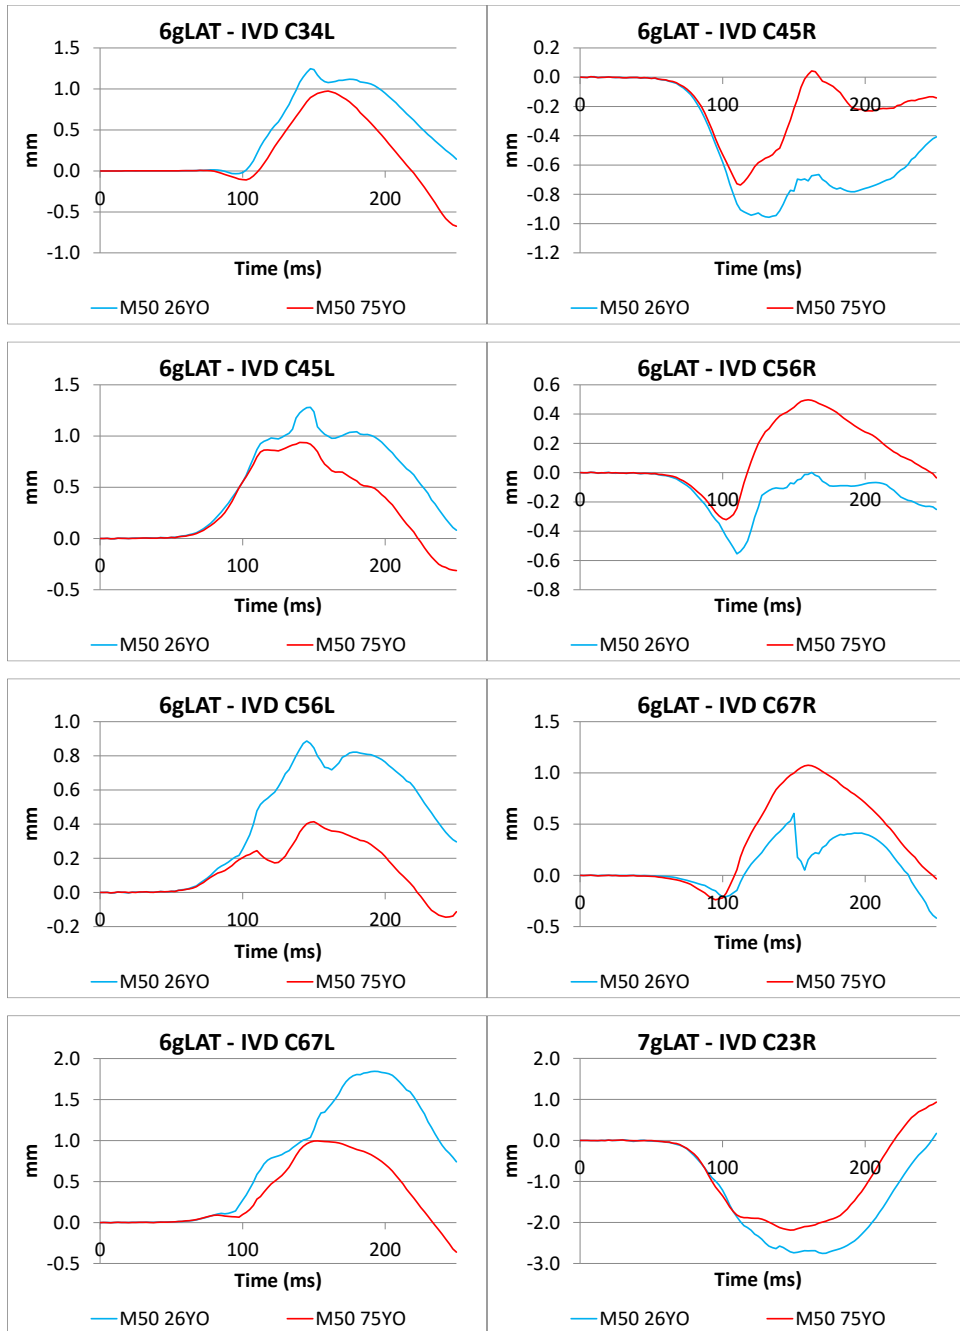 6gLAT - IVD C34L
1.5
1.0
0.5
0.0
-0.5
-1.0
mm
0 100 200
Time (ms)
M50 26YO M50 75YO
6gLAT - IVD C45R
0.2
0.0
-0.2
-0.4
-0.6
-0.8
-1.0
-1.2
mm
0 100 200
Time (ms)
M50 26YO M50 75YO
6gLAT - IVD C45L
1.5
1.0
0.5
0.0
-0.5
mm
0 100 200
Time (ms)
M50 26YO M50 75YO
6gLAT - IVD C56R
0.6
0.4
0.2
0.0
-0.2
-0.4
-0.6
-0.8
mm
0 100 200
Time (ms)
M50 26YO M50 75YO
6gLAT - IVD C56L
1.0
0.8
0.6
0.4
0.2
0.0
-0.2
mm
0 100 200
Time (ms)
M50 26YO M50 75YO
6gLAT - IVD C67R
1.5
1.0
0.5
0.0
-0.5
mm
0 100 200
Time (ms)
M50 26YO M50 75YO
6gLAT - IVD C67L
2.0
1.5
1.0
0.5
0.0
-0.5
mm
0 100 200
Time (ms)
M50 26YO M50 75YO
7gLAT - IVD C23R
2.0
1.0
0.0
-1.0
-2.0
-3.0
mm
0 100 200
Time (ms)
M50 26YO M50 75YO